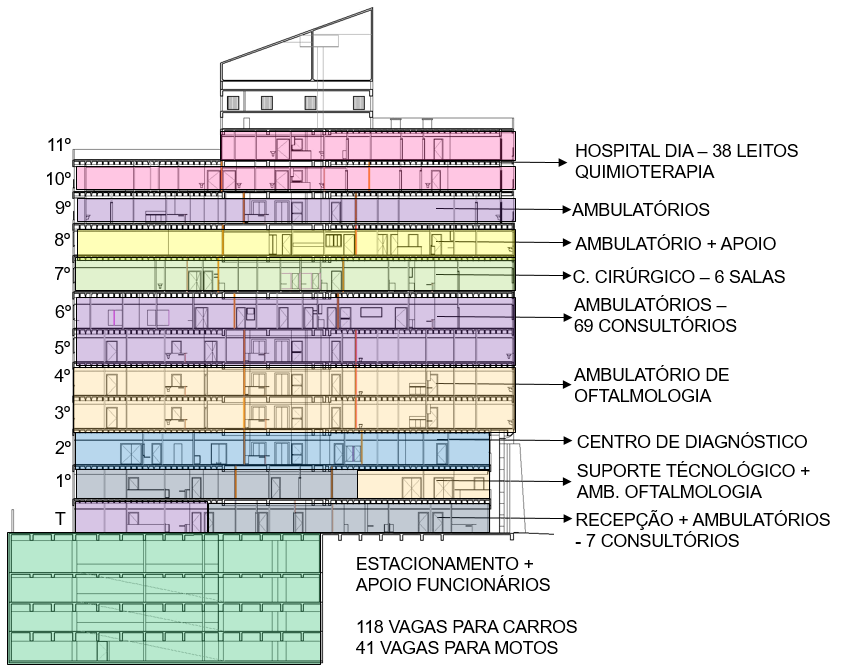 11º
HOSPITAL DIA – 38 LEITOS
QUIMIOTERAPIA
10º
9º
AMBULATÓRIOS
8º
AMBULATÓRIO + APOIO
7º
C. CIRÚRGICO – 6 SALAS
6º
AMBULATÓRIOS –
69 CONSULTÓRIOS
5º
4º
AMBULATÓRIO DE
OFTALMOLOGIA
3º
2º
CENTRO DE DIAGNÓSTICO
1º
SUPORTE TÉCNOLÓGICO +
AMB. OFTALMOLOGIA
T
RECEPÇÃO + AMBULATÓRIOS
- 7 CONSULTÓRIOS
ESTACIONAMENTO +
APOIO FUNCIONÁRIOS
118 VAGAS PARA CARROS
41 VAGAS PARA MOTOS